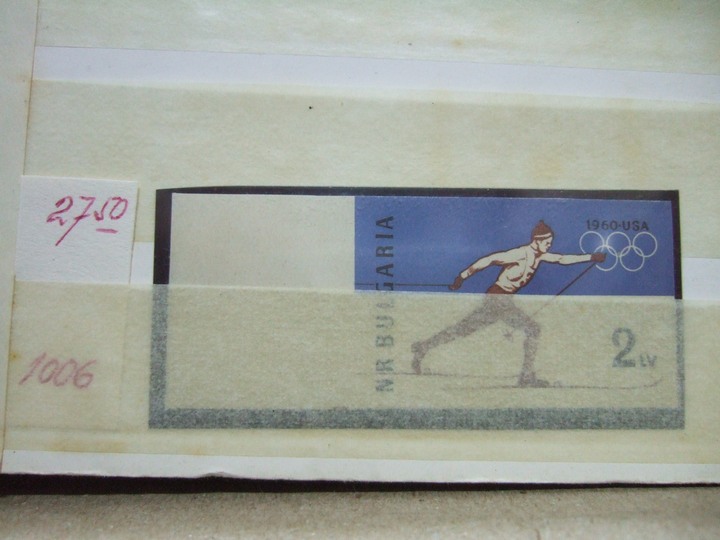 27 50
1006
NR BULGARIA
1960·USA
2 LV